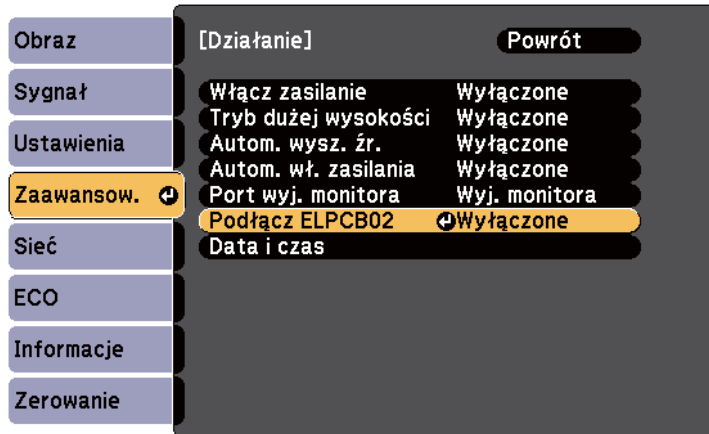 Obraz
Sygnał
Ustawienia
Zaawansow.
Sieć
ECO
Informacje
Zerowanie
[Działanie] Powrót
Włącz zasilanie Wyłączone
Tryb dużej wysokości Wyłączone
Autom. wysz. źr. Wyłączone
Autom. wł. zasilania Wyłączone
Port wyj. monitora Wyj. monitora
Podłącz ELPCB02 Wyłączone
Data i czas